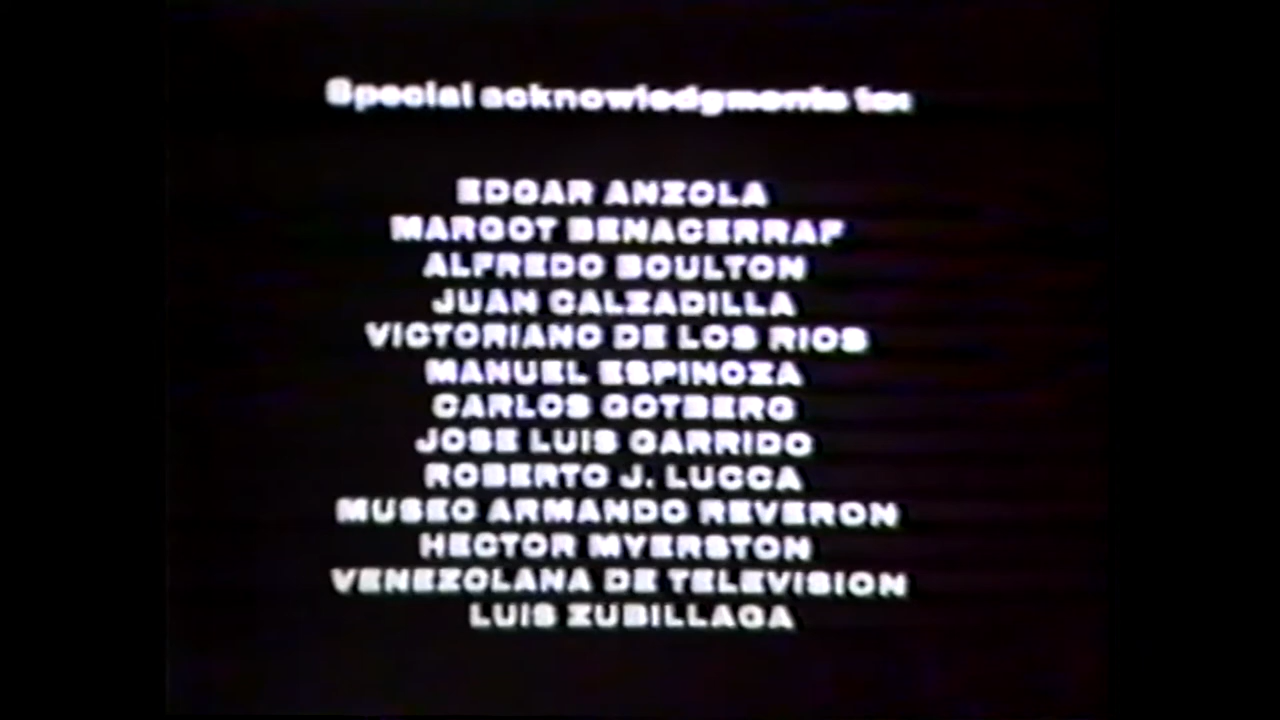 Special acknowledgments to:
EDGAR ANZOLA
MARGOT BENACERRAF
ALFREDO BOULTON
JUAN CALZADILLA
VICTORIANO DE LOS RIOS
MANUEL ESPINOZA
CARLOS GOTBERG
JOSE LUIS GARRIDO
ROBERTO J. LUCCA
MUSEO ARMANDO REVERON
HECTOR MYERSTON
VENEZOLANA DE TELEVISION
LUIS ZUBILLAGA